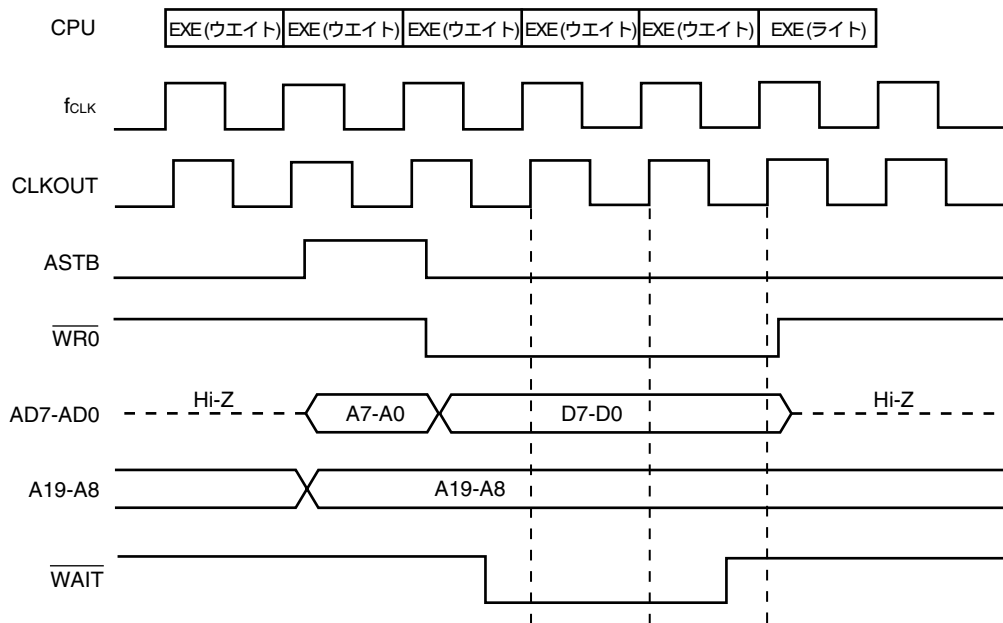 CPU EXE (ウエイト) EXE (ウエイト) EXE (ウエイト) EXE (ウエイト) EXE (ウエイト) EXE (ライト)
fCLK
CLKOUT
ASTB
WR0
AD7-AD0 Hi-Z A7-A0 D7-D0 Hi-Z
A19-A8 A19-A8
WAIT